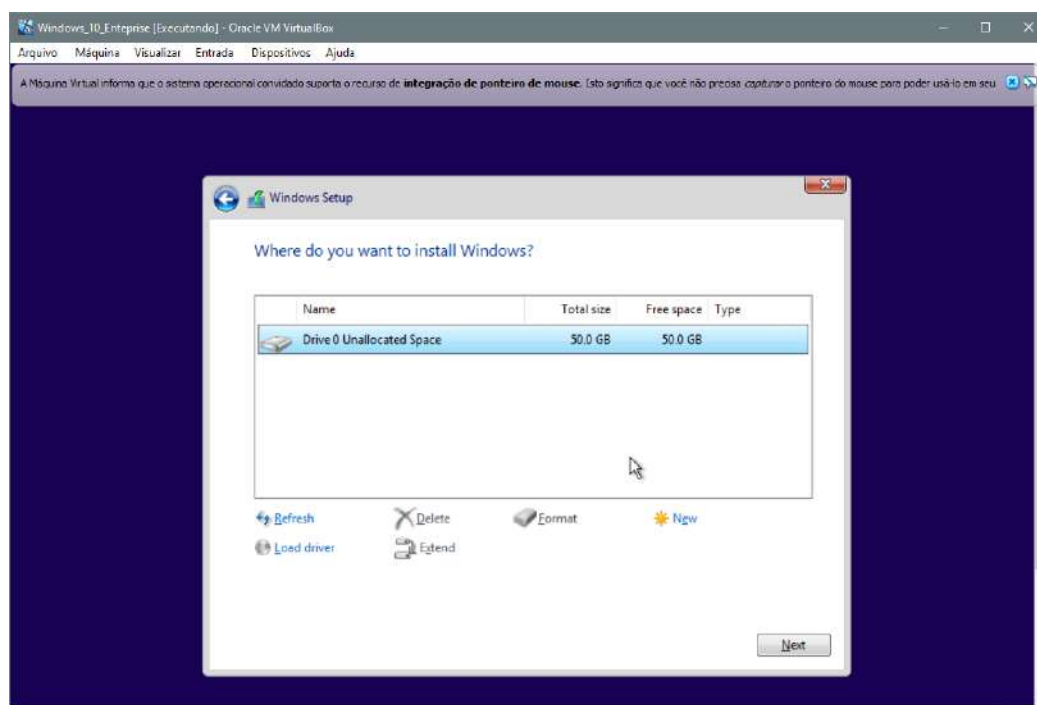 Windows_10_Enteprise [Executando] - Oracle VM VirtualBox
Arquivo Máquina Visualizar Entrada Dispositivos Ajuda
A Máquina Virtual informa que o sistema operacional convidado suporta o recurso de integração de ponteiro de mouse. Isto significa que você não precisa capturar o ponteiro do mouse para poder usá-lo em seu
Windows Setup
Where do you want to install Windows?
Name Total size Free space Type
Drive 0 Unallocated Space 50.0 GB 50.0 GB
Refresh Delete Format New
Load driver Extend
Next